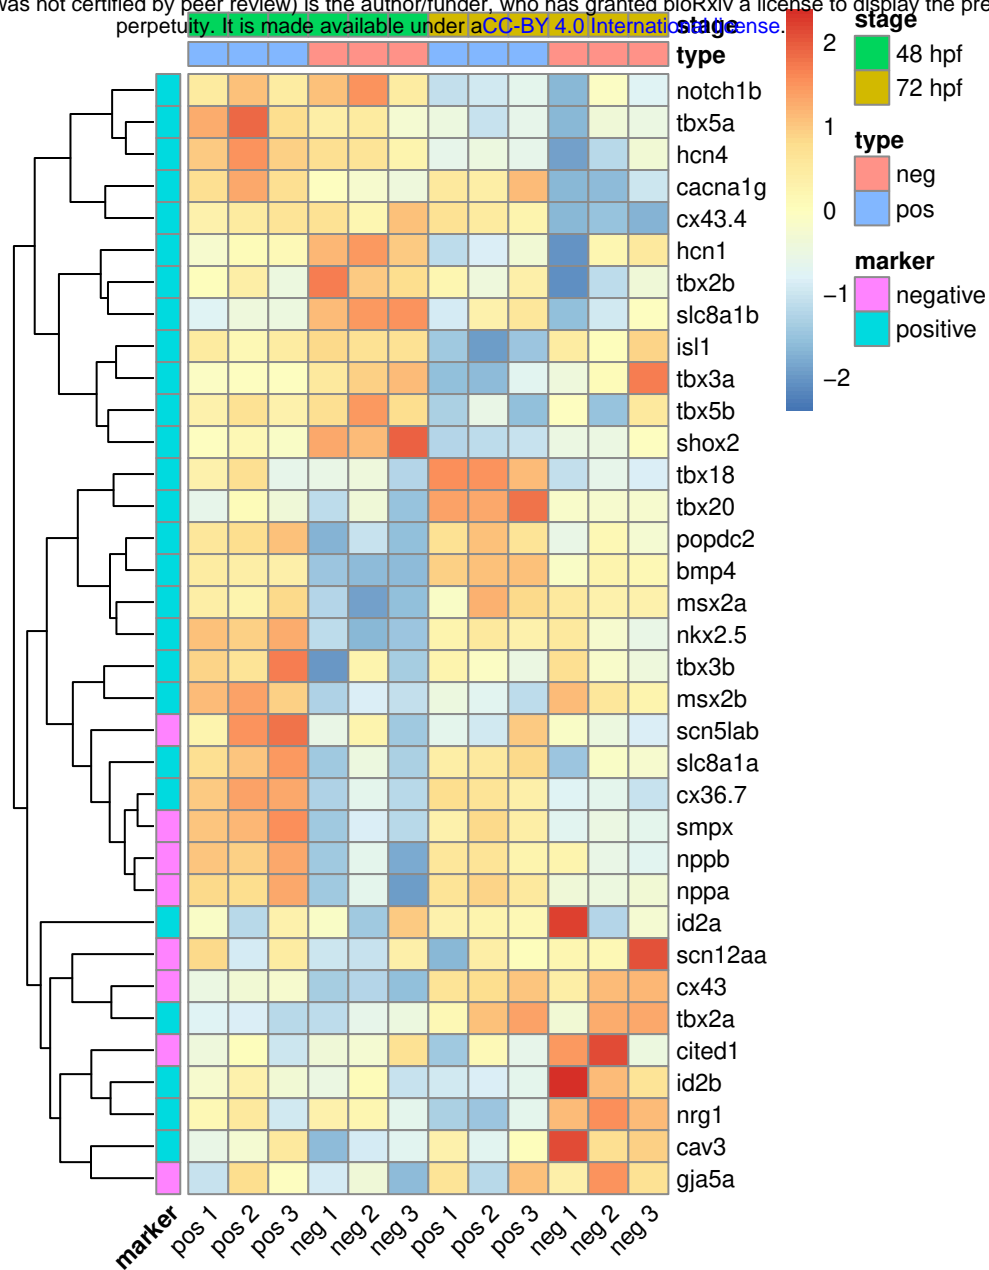 was not certified by peer review) is the author/funder, who has granted bioRxiv a license to display the pre
perpetuity. It is made available under aCC-BY 4.0 International license.
stage
type
notch1b
tbx5a
hcn4
cacna1g
cx43.4
hcn1
tbx2b
slc8a1b
isl1
tbx3a
tbx5b
shox2
tbx18
tbx20
popdc2
bmp4
msx2a
nkx2.5
tbx3b
msx2b
scn5lab
slc8a1a
cx36.7
smpx
nppb
nppa
id2a
scn12aa
cx43
tbx2a
cited1
id2b
nrg1
cav3
gja5a
marker pos 1 pos 2 pos 3 neg 1 neg 2 neg 3 pos 1 pos 2 pos 3 neg 1 neg 2 neg 3
2
1
0
−1
−2
stage
48 hpf
72 hpf
type
neg
pos
marker
negative
positive